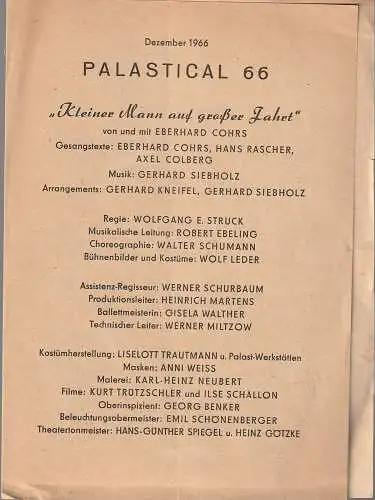 Dezember 1966
PALASTICAL 66
„Kleiner Mann auf großer Fahrt"
von und mit EBERHARD COHRS
Gesangstexte: EBERHARD COHRS, HANS RASCHER,
AXEL COLBERG
Musik: GERHARD SIEBHOLZ
Arrangements: GERHARD KNEIFEL, GERHARD SIEBHOLZ
Regie: WOLFGANG E. STRUCK
Musikalische Leitung: ROBERT EBELING
Choreographie: WALTER SCHUMANN
Bühnenbilder und Kostüme: WOLF LEDER
Assistenz-Regisseur: WERNER SCHURBAUM
Produktionsleiter: HEINRICH MARTENS
Ballettmeisterin: GISELA WALTHER
Technischer Leiter: WERNER MILTZOW
Kostümherstellung: LISELOTT TRAUTMANN u. Palast-Werkstätten
Masken: ANNI WEISS
Malerei: KARL-HEINZ NEUBERT
Filme: KURT TRÜTZSCHLER und ILSE SCHALLON
Oberinspizient: GEORG BENKER
Beleuchtungsobermeister: EMIL SCHÖNENBERGER
Theatertonmeister: HANS-GÜNTHER SPIEGEL u. HEINZ GÖTZKE